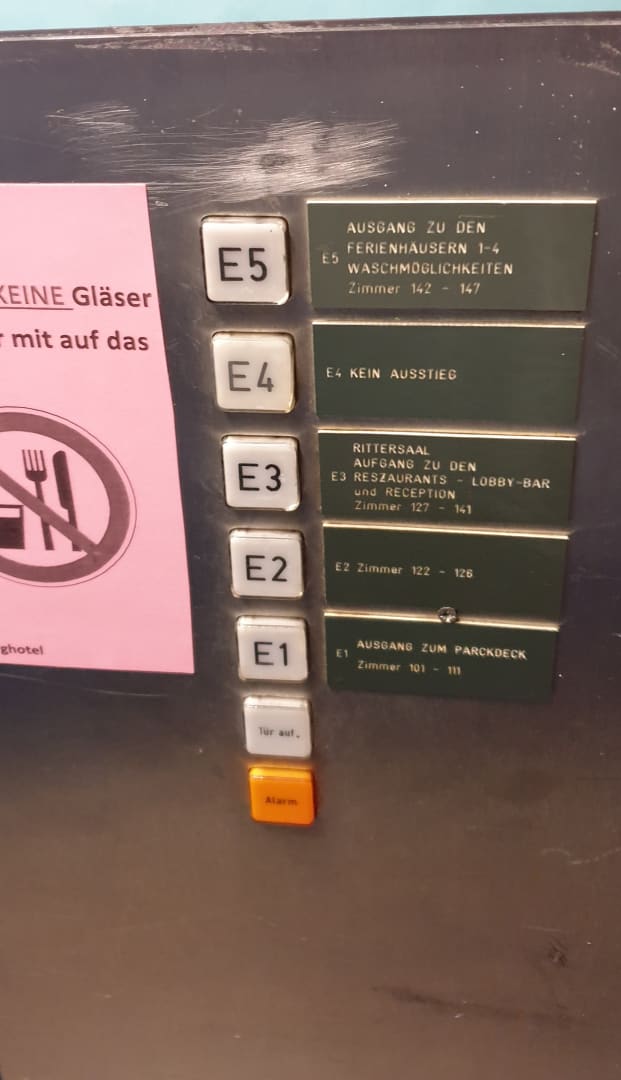 KEINE Gläser
r mit auf das
ghotel
E5
E5 AUSGANG ZU DEN
FERIENHÄUSERN 1-4
WASCHMÖGLICHKEITEN
Zimmer 142 - 147
E4
E4 KEIN AUSSTIEG
E3
RITTERSAAL
AUFGANG ZU DEN
E3 RESZAURANTS - LOBBY-BAR
und RECEPTION
Zimmer 127 - 141
E2
E2 Zimmer 122 - 126
E1
E1 AUSGANG ZUM PARCKDECK
Zimmer 101 - 111
Tür auf.
Alarm